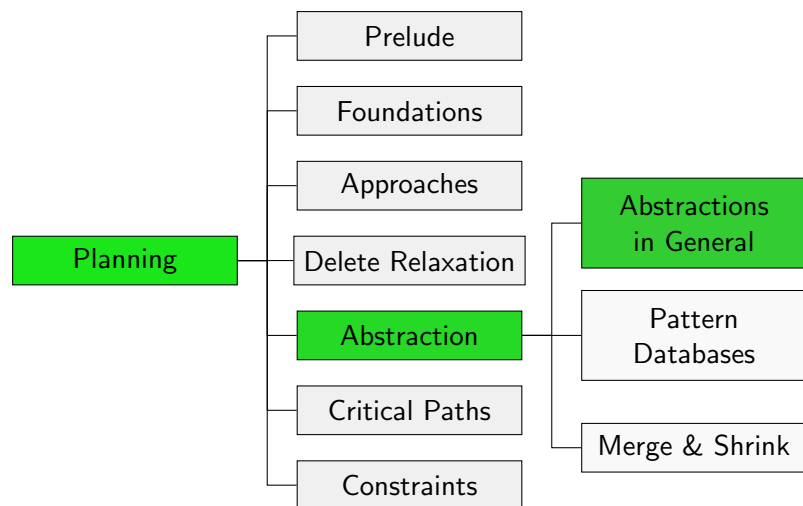 Planning
Prelude
Foundations
Approaches
Delete Relaxation
Abstraction
Critical Paths
Constraints
Abstractions
in General
Pattern
Databases
Merge & Shrink